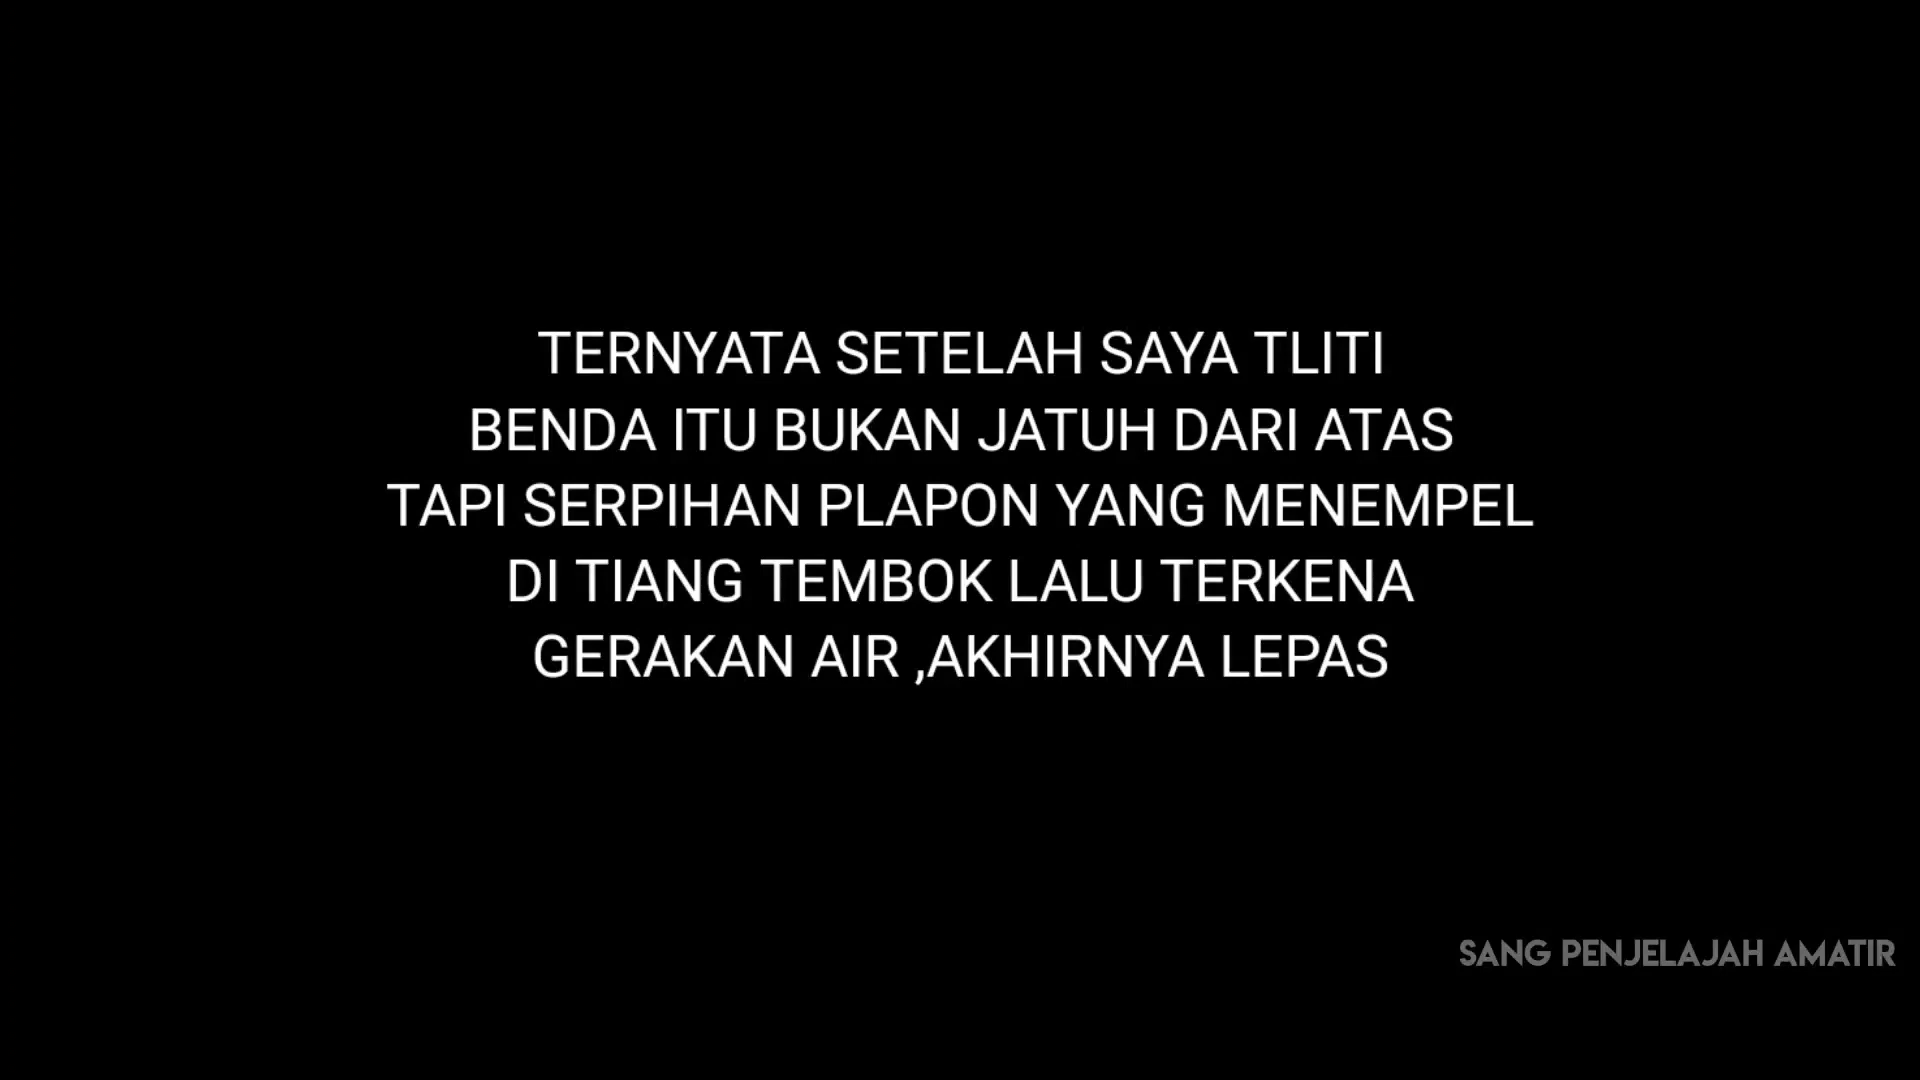 TERNYATA SETELAH SAYA TLITI
BENDA ITU BUKAN JATUH DARI ATAS
TAPI SERPIHAN PLAPON YANG MENEMPEL
DI TIANG TEMBOK LALU TERKENA
GERAKAN AIR ,AKHIRNYA LEPAS
SANG PENJELAJAH AMATIR